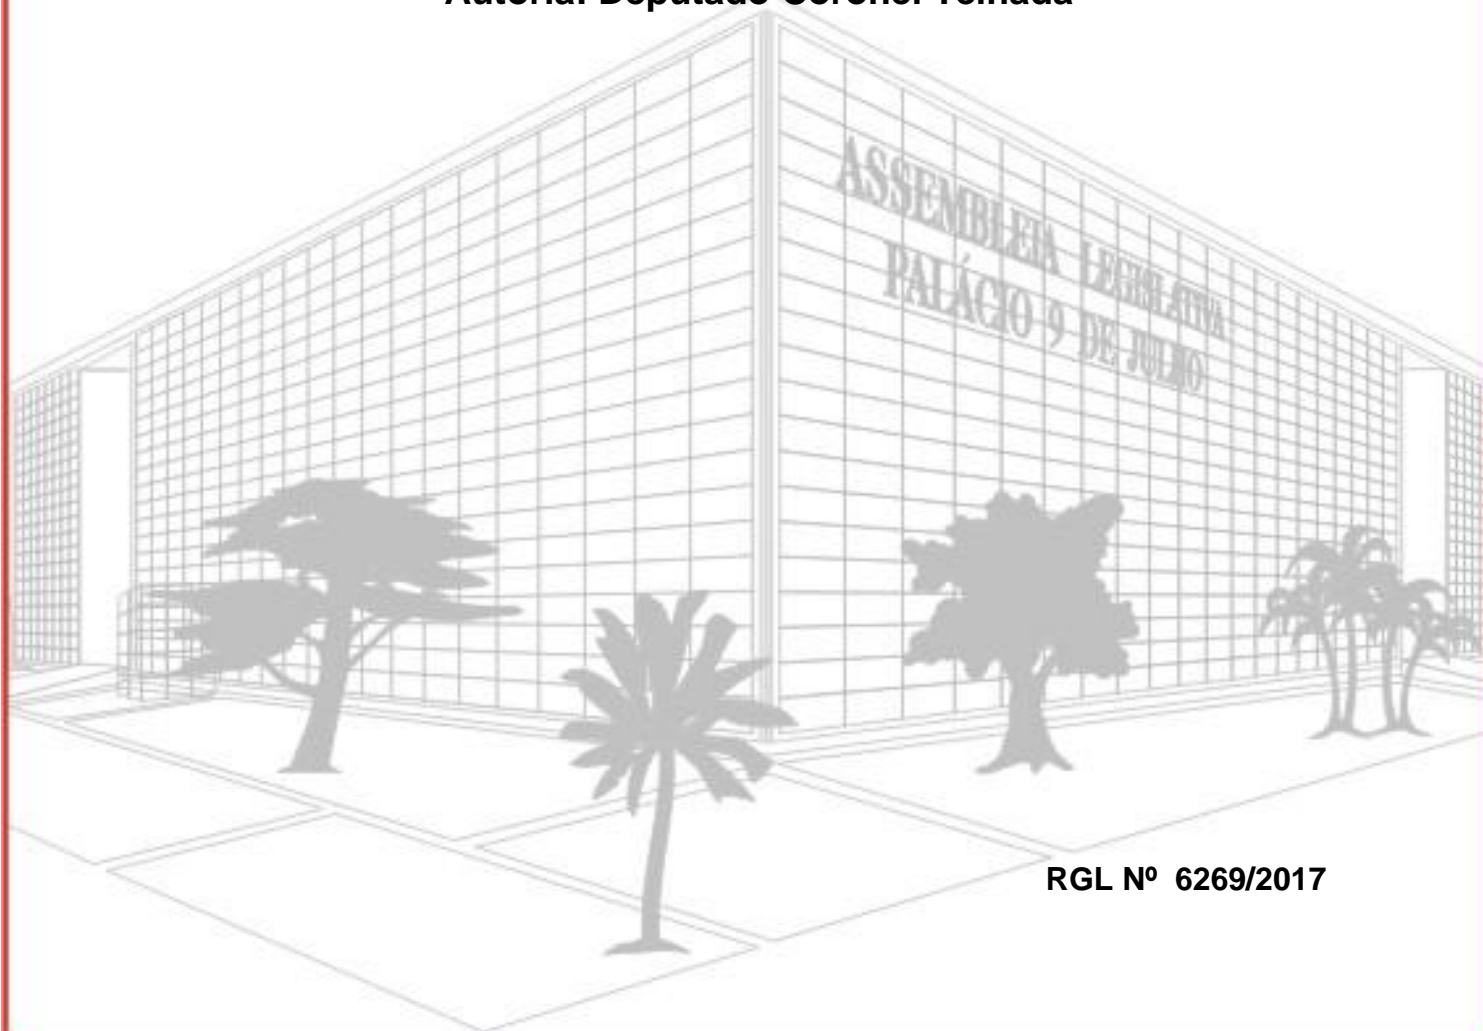 Autoria: Deputado Coronel Telhada
ASSEMBLEIA LEGISLATIVA
PALÁCIO 9 DE JULHO
RGL Nº 6269/2017